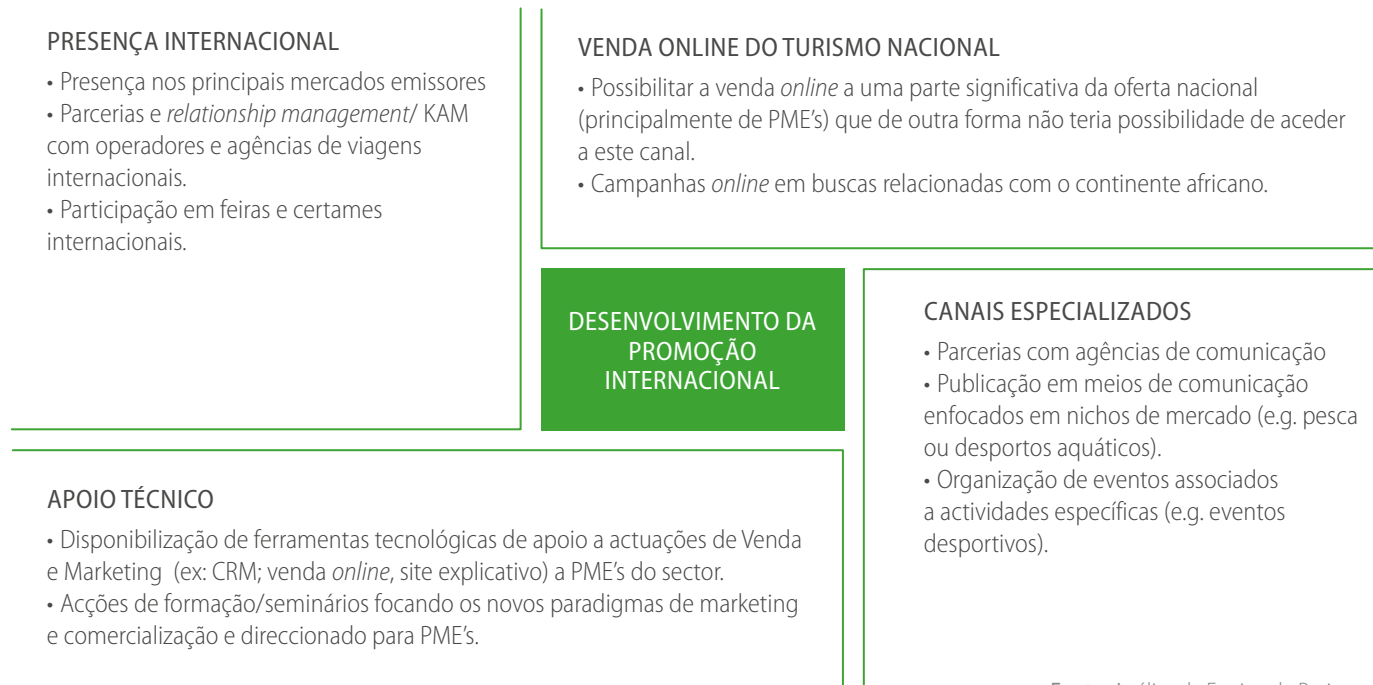 PRESENÇA INTERNACIONAL
• Presença nos principais mercados emissores
• Parcerias e relationship management/ KAM
com operadores e agências de viagens
internacionais.
• Participação em feiras e certames
internacionais.
VENDA ONLINE DO TURISMO NACIONAL
• Possibilitar a venda online a uma parte significativa da oferta nacional
(principalmente de PME's) que de outra forma não teria possibilidade de aceder
a este canal.
• Campanhas online em buscas relacionadas com o continente africano.
DESENVOLVIMENTO DA
PROMOÇÃO
INTERNACIONAL
CANAIS ESPECIALIZADOS
• Parcerias com agências de comunicação
• Publicação em meios de comunicação
enfocados em nichos de mercado (e.g. pesca
ou desportos aquáticos).
• Organização de eventos associados
a actividades específicas (e.g. eventos
desportivos).
APOIO TÉCNICO
• Disponibilização de ferramentas tecnológicas de apoio a actuações de Venda
e Marketing  (ex: CRM; venda online, site explicativo) a PME's do sector.
• Acções de formação/seminários focando os novos paradigmas de marketing
e comercialização e direccionado para PME's.